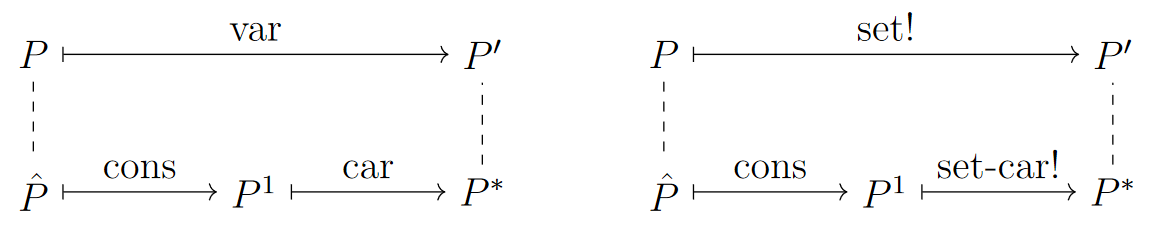 var set!
P P′ P P′
cons car cons set-car!
P̂ P¹ P* P̂ P¹ P*